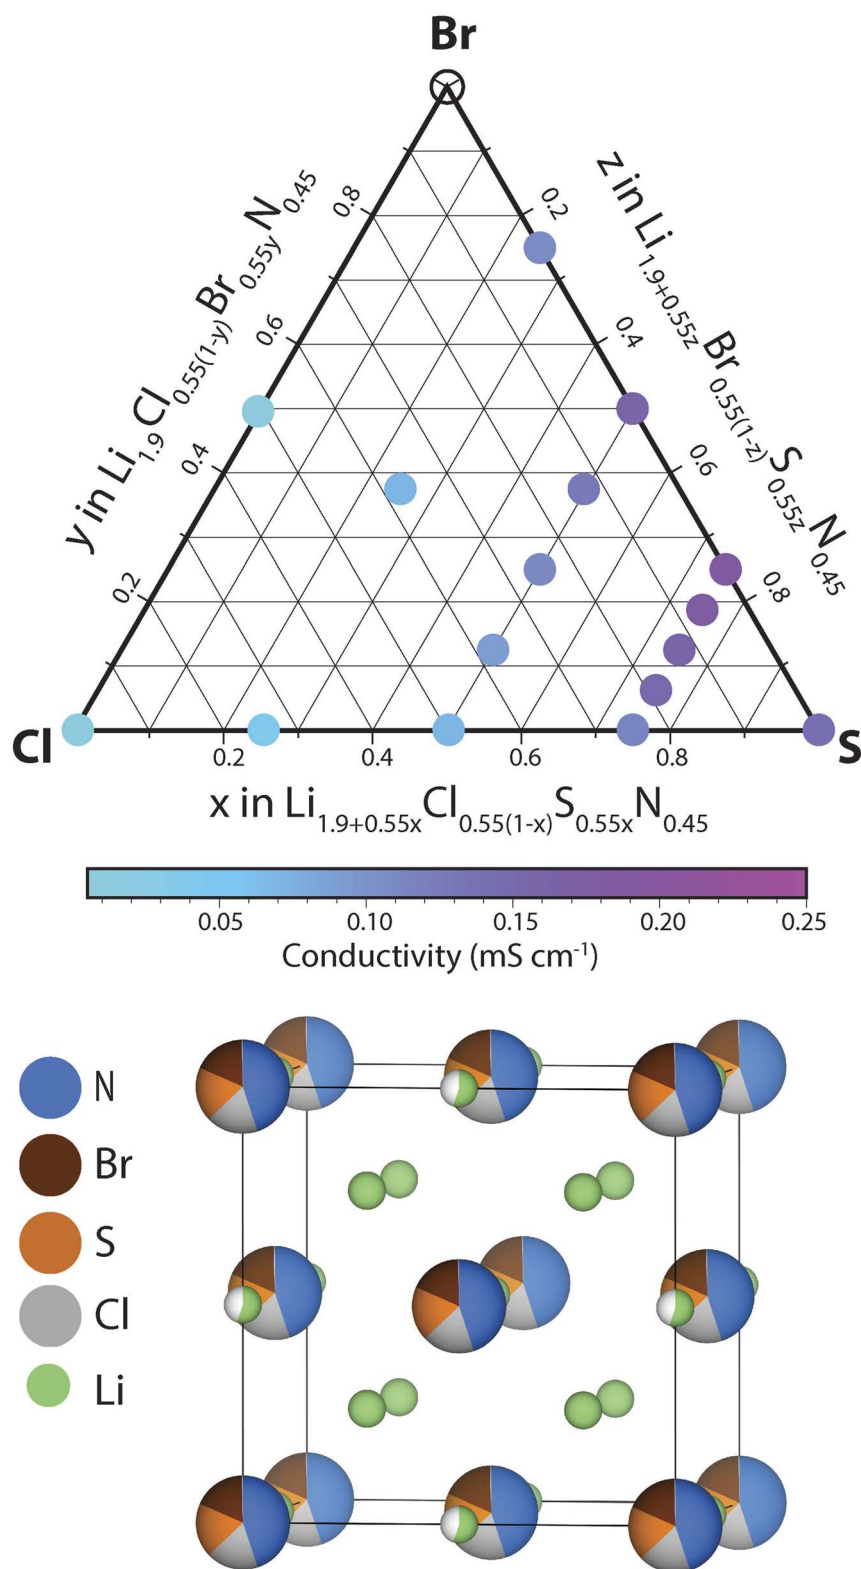 Br
y in Li1.9Cl0.55(1-y)Br0.55yN0.45
0.8
0.6
0.4
0.2
z in Li1.9+0.55zBr0.55(1-z)S0.55zN0.45
0.2
0.4
0.6
0.8
Cl
S
0.2 0.4 0.6 0.8
x in Li1.9+0.55xCl0.55(1-x)S0.55xN0.45
0.05 0.10 0.15 0.20 0.25
Conductivity (mS cm-1)
N
Br
S
Cl
Li